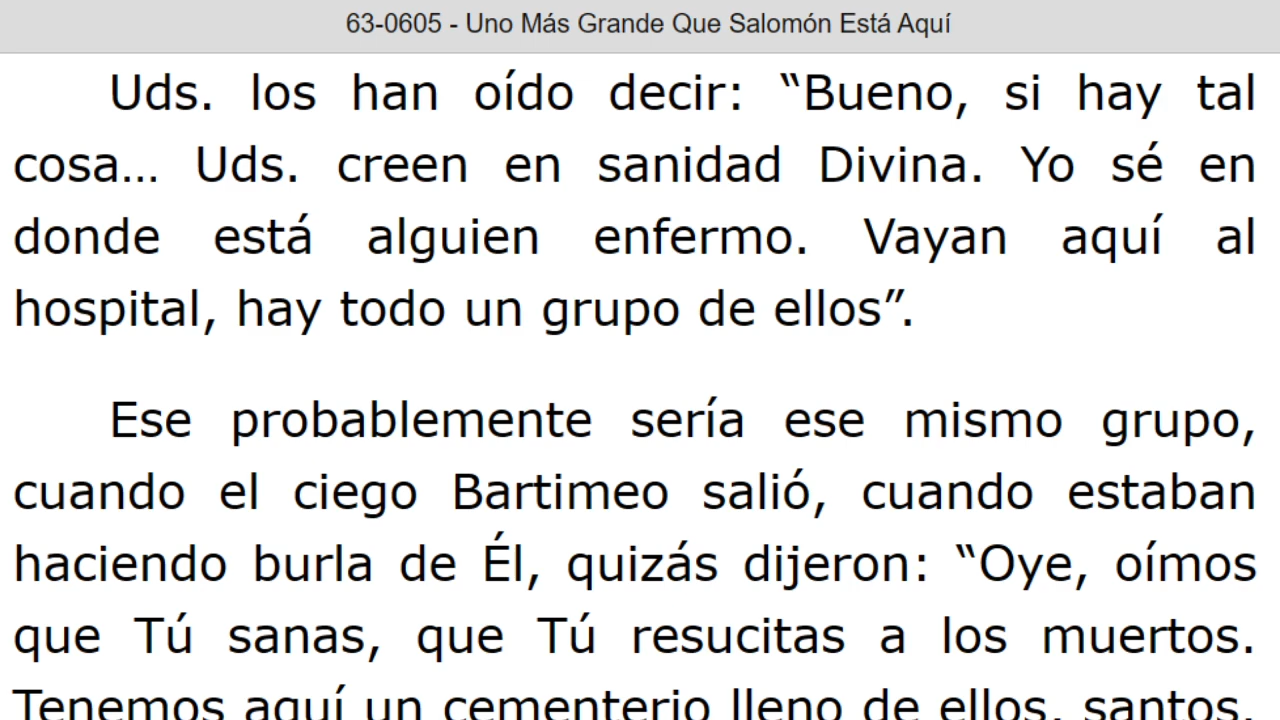 63-0605 - Uno Más Grande Que Salomón Está Aquí
Uds. los han oído decir: “Bueno, si hay tal
cosa… Uds. creen en sanidad Divina. Yo sé en
donde está alguien enfermo. Vayan aquí al
hospital, hay todo un grupo de ellos”.
Ese probablemente sería ese mismo grupo,
cuando el ciego Bartimeo salió, cuando estaban
haciendo burla de Él, quizás dijeron: “Oye, oímos
que Tú sanas, que Tú resucitas a los muertos.
Tenemos aquí un cementerio lleno de ellos, santos,